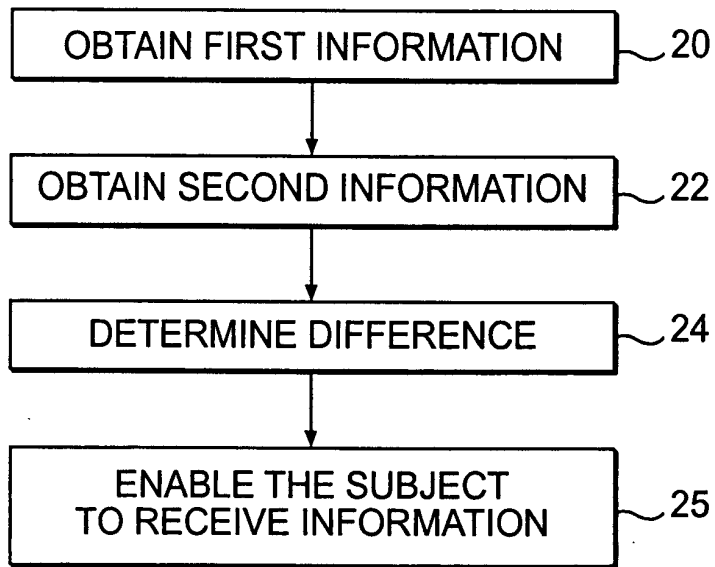 OBTAIN FIRST INFORMATION 20
OBTAIN SECOND INFORMATION 22
DETERMINE DIFFERENCE 24
ENABLE THE SUBJECT
TO RECEIVE INFORMATION 25